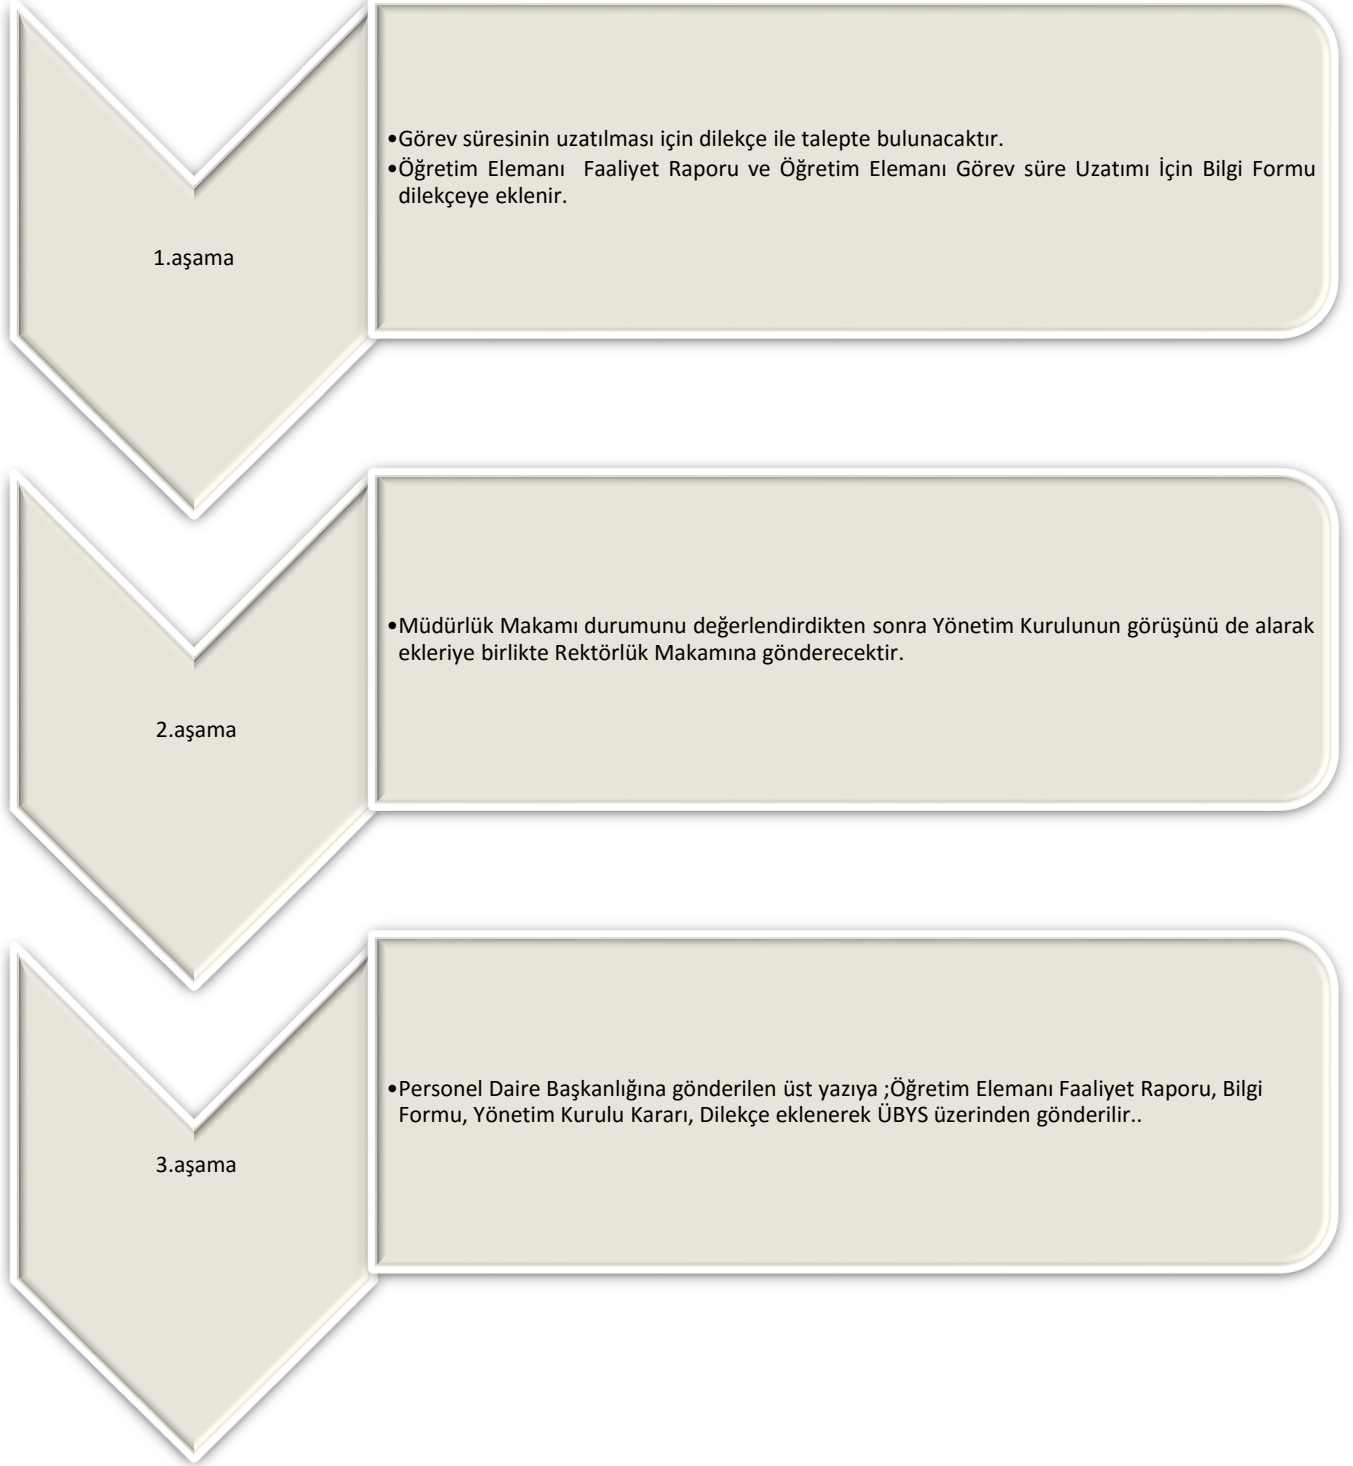 •Görev süresinin uzatılması için dilekçe ile talepte bulunacaktır.
•Öğretim Elemanı Faaliyet Raporu ve Öğretim Elemanı Görev süre Uzatımı İçin Bilgi Formu
dilekçeye eklenir.
1.aşama
•Müdürlük Makamı durumunu değerlendirdikten sonra Yönetim Kurulunun görüşünü de alarak
ekleriye birlikte Rektörlük Makamına gönderecektir.
2.aşama
•Personel Daire Başkanlığına gönderilen üst yazıya ;Öğretim Elemanı Faaliyet Raporu, Bilgi
Formu, Yönetim Kurulu Kararı, Dilekçe eklenerek ÜBYS üzerinden gönderilir..
3.aşama